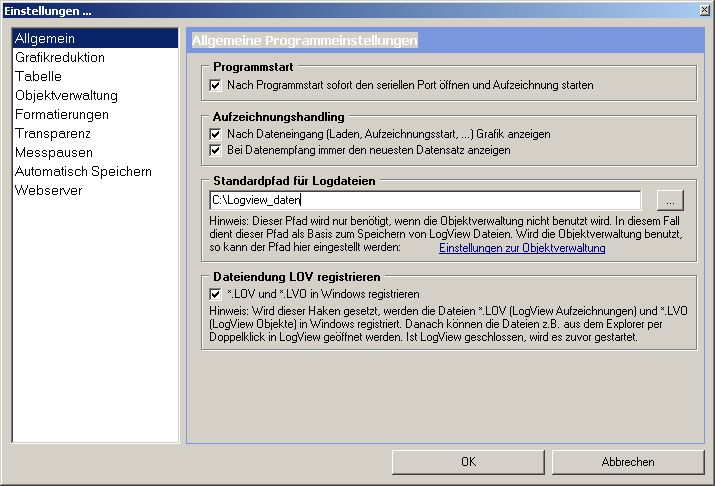 Einstellungen ...
Allgemein
Grafikreduktion
Tabelle
Objektverwaltung
Formatierungen
Transparenz
Messpausen
Automatisch Speichern
Webserver
Allgemeine Programmeinstellungen
Programmstart
Nach Programmstart sofort den seriellen Port öffnen und Aufzeichnung starten
Aufzeichnungshandling
Nach Dateneingang (Laden, Aufzeichnungsstart, ...) Grafik anzeigen
Bei Datenempfang immer den neuesten Datensatz anzeigen
Standardpfad für Logdateien
C:\Logview_daten
...
Hinweis: Dieser Pfad wird nur benötigt, wenn die Objektverwaltung nicht benutzt wird. In diesem Fall
dient dieser Pfad als Basis zum Speichern von LogView Dateien. Wird die Objektverwaltung benutzt,
so kann der Pfad hier eingestellt werden: Einstellungen zur Objektverwaltung
Dateiendung LOV registrieren
*.LOV und *.LVO in Windows registrieren
Hinweis: Wird dieser Haken gesetzt, werden die Dateien *.LOV (LogView Aufzeichnungen) und *.LVO
(LogView Objekte) in Windows registriert. Danach können die Dateien z.B. aus dem Explorer per
Doppelklick in LogView geöffnet werden. Ist LogView geschlossen, wird es zuvor gestartet.
OK
Abbrechen